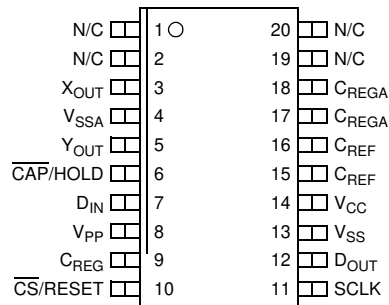 N/C 1 20 N/C
N/C 2 19 N/C
XOUT 3 18 CREGA
VSSA 4 17 CREGA
YOUT 5 16 CREF
CAP/HOLD 6 15 CREF
DIN 7 14 VCC
VPP 8 13 VSS
CREG 9 12 DOUT
CS/RESET 10 11 SCLK